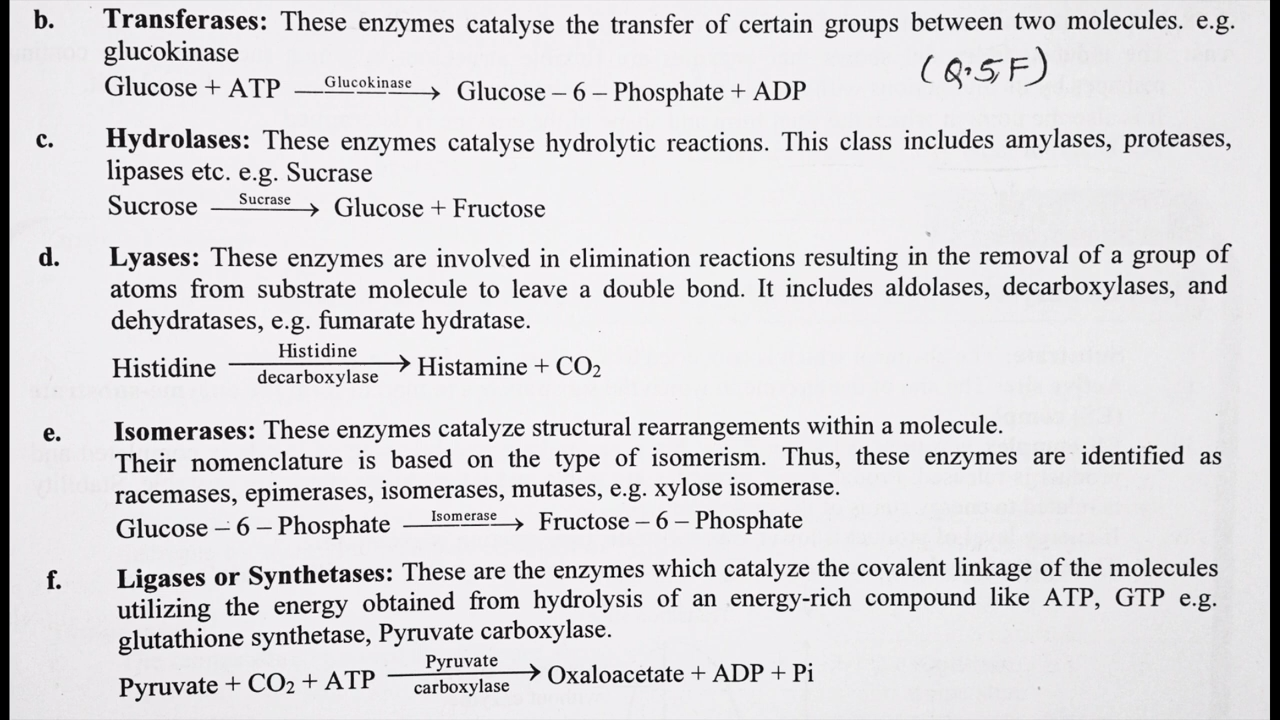 b. Transferases: These enzymes catalyse the transfer of certain groups between two molecules, e.g.
glucokinase
(Q.5,F)
Glucose + ATP Glucokinase → Glucose – 6 – Phosphate + ADP
c. Hydrolases: These enzymes catalyse hydrolytic reactions. This class includes amylases, proteases,
lipases etc. e.g. Sucrase
Sucrose Sucrase → Glucose + Fructose
d. Lyases: These enzymes are involved in elimination reactions resulting in the removal of a group of
atoms from substrate molecule to leave a double bond. It includes aldolases, decarboxylases, and
dehydratases, e.g. fumarate hydratase.
Histidine Histidine decarboxylase → Histamine + CO₂
e. Isomerases: These enzymes catalyze structural rearrangements within a molecule.
Their nomenclature is based on the type of isomerism. Thus, these enzymes are identified as
racemases, epimerases, isomerases, mutases, e.g. xylose isomerase.
Glucose – 6 – Phosphate Isomerase → Fructose – 6 – Phosphate
f. Ligases or Synthetases: These are the enzymes which catalyze the covalent linkage of the molecules
utilizing the energy obtained from hydrolysis of an energy-rich compound like ATP, GTP e.g.
glutathione synthetase, Pyruvate carboxylase.
Pyruvate + CO₂ + ATP Pyruvate carboxylase → Oxaloacetate + ADP + Pi